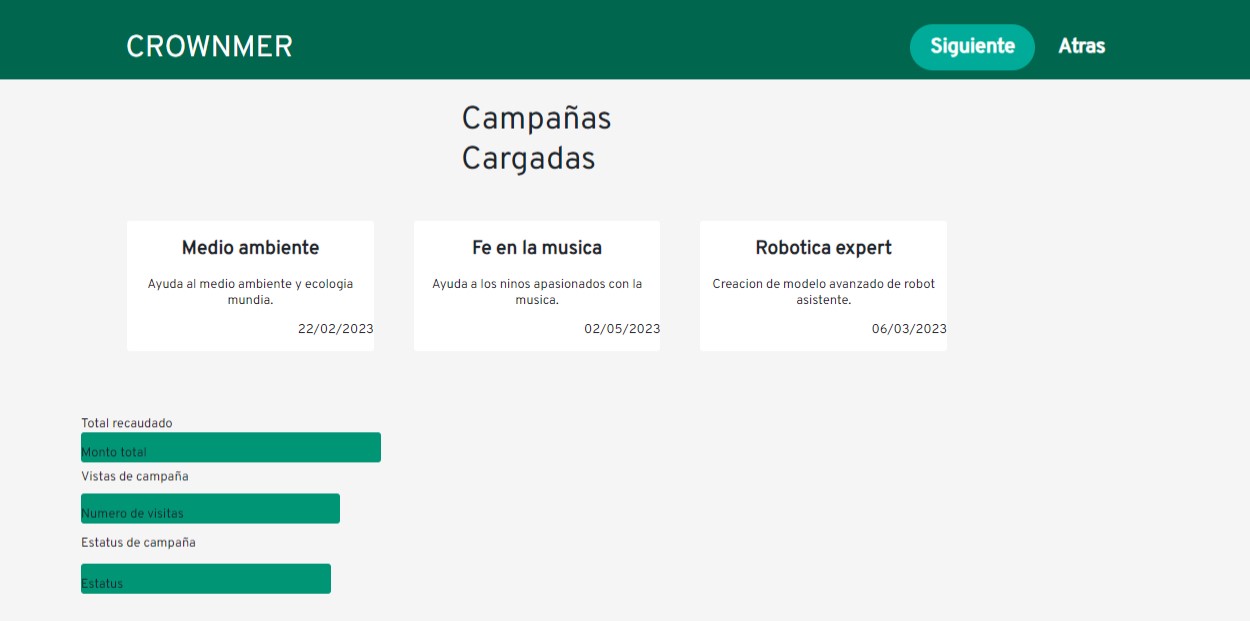 CROWNMER
Siguiente
Atras
Campañas
Cargadas
Medio ambiente
Ayuda al medio ambiente y ecologia
mundia.
22/02/2023
Fe en la musica
Ayuda a los ninos apasionados con la
musica.
02/05/2023
Robotica expert
Creacion de modelo avanzado de robot
asistente.
06/03/2023
Total recaudado
Monto total
Vistas de campaña
Numero de visitas
Estatus de campaña
Estatus